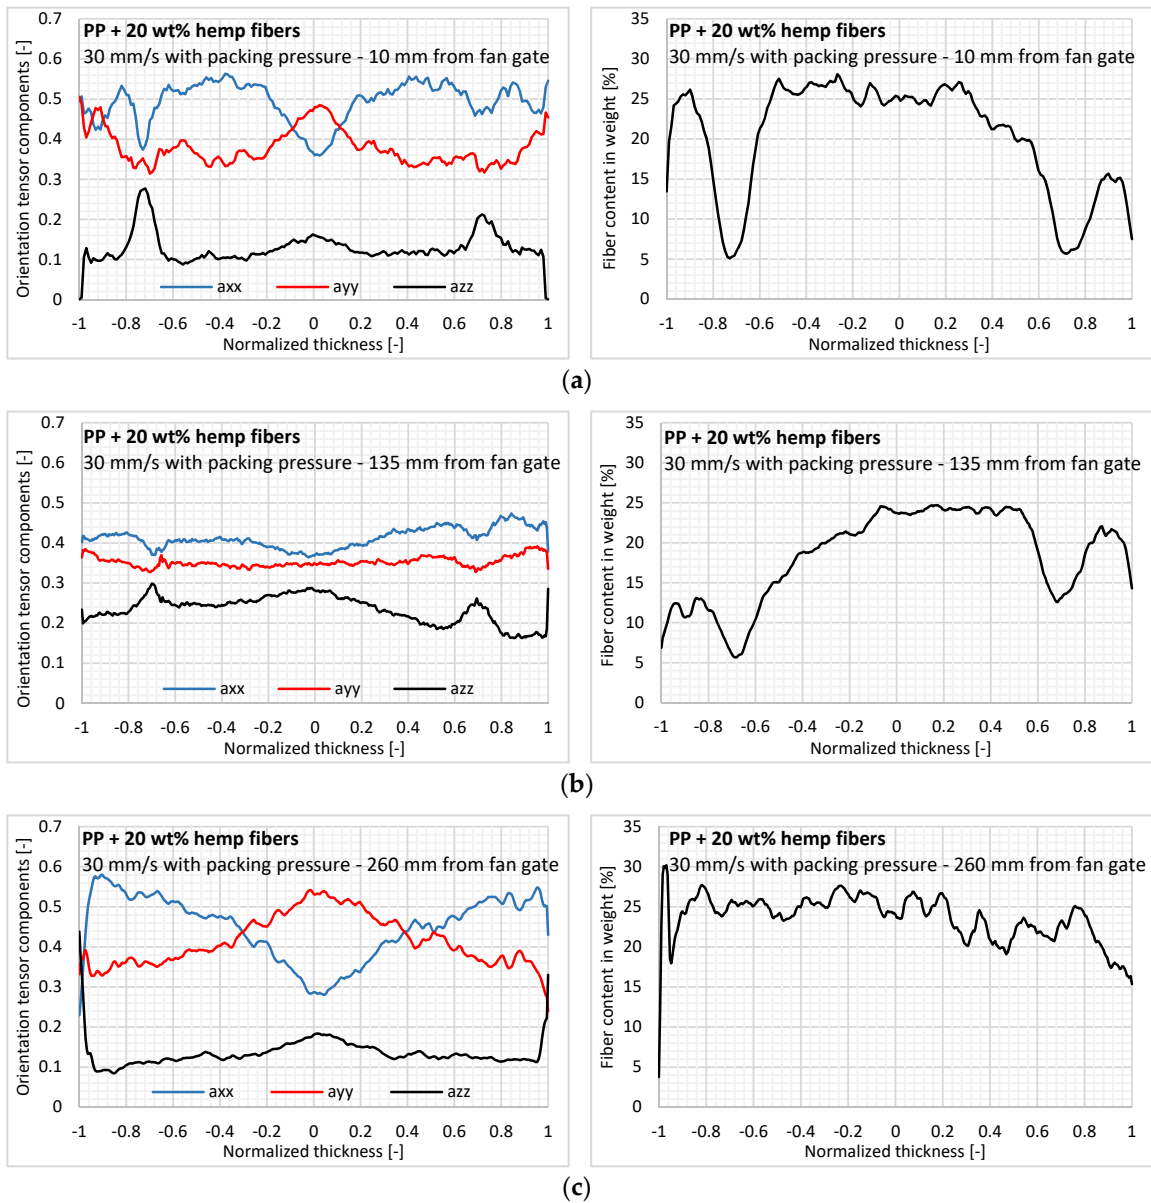 PP + 20 wt% hemp fibers
30 mm/s with packing pressure - 10 mm from fan gate
Orientation tensor components [-]
0.7
0.6
0.5
0.4
0.3
0.2
0.1
0
axx ayy azz
-1 -0.8 -0.6 -0.4 -0.2 0 0.2 0.4 0.6 0.8 1
Normalized thickness [-]
PP + 20 wt% hemp fibers
30 mm/s with packing pressure - 10 mm from fan gate
Fiber content in weight [%]
35
30
25
20
15
10
5
0
-1 -0.8 -0.6 -0.4 -0.2 0 0.2 0.4 0.6 0.8 1
Normalized thickness [-]
(a)
PP + 20 wt% hemp fibers
30 mm/s with packing pressure - 135 mm from fan gate
Orientation tensor components [-]
0.7
0.6
0.5
0.4
0.3
0.2
0.1
0
axx ayy azz
-1 -0.8 -0.6 -0.4 -0.2 0 0.2 0.4 0.6 0.8 1
Normalized thickness [-]
PP + 20 wt% hemp fibers
30 mm/s with packing pressure - 135 mm from fan gate
Fiber content in weight [%]
35
30
25
20
15
10
5
0
-1 -0.8 -0.6 -0.4 -0.2 0 0.2 0.4 0.6 0.8 1
Normalized thickness [-]
(b)
PP + 20 wt% hemp fibers
30 mm/s with packing pressure - 260 mm from fan gate
Orientation tensor components [-]
0.7
0.6
0.5
0.4
0.3
0.2
0.1
0
axx ayy azz
-1 -0.8 -0.6 -0.4 -0.2 0 0.2 0.4 0.6 0.8 1
Normalized thickness [-]
PP + 20 wt% hemp fibers
30 mm/s with packing pressure - 260 mm from fan gate
Fiber content in weight [%]
35
30
25
20
15
10
5
0
-1 -0.8 -0.6 -0.4 -0.2 0 0.2 0.4 0.6 0.8 1
Normalized thickness [-]
(c)